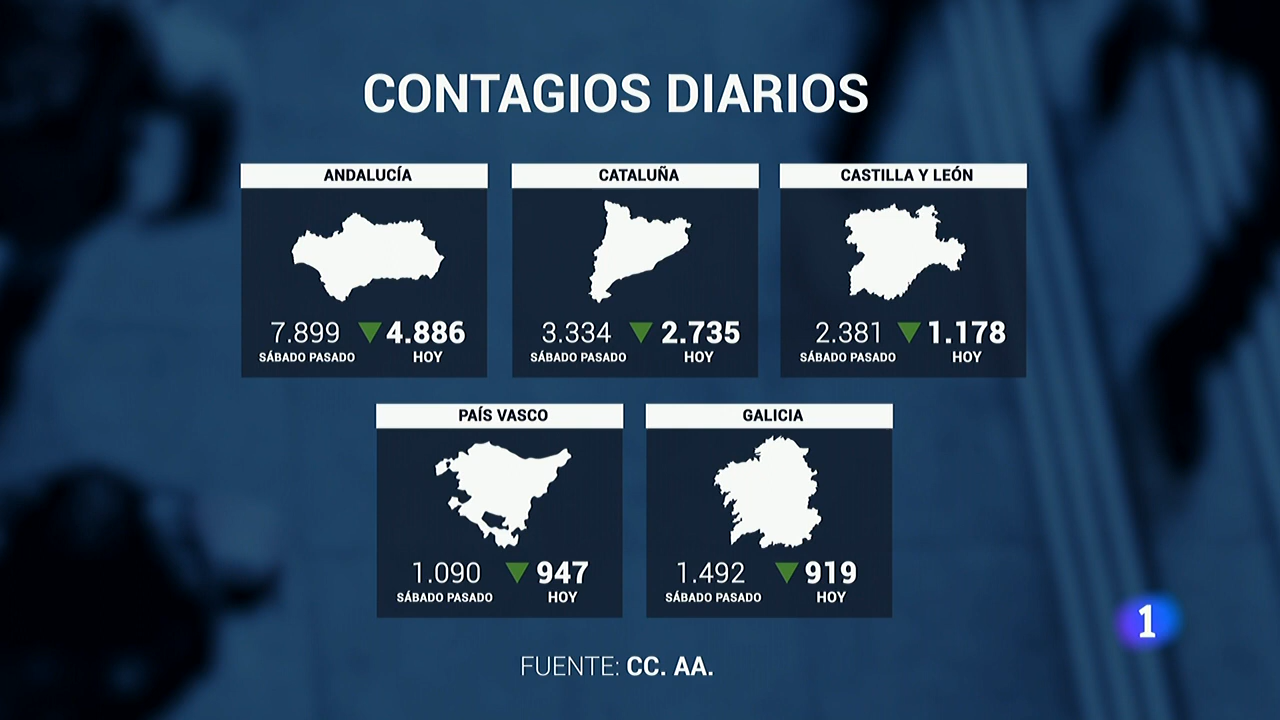 CONTAGIOS DIARIOS
ANDALUCÍA
7.899 4.886
SÁBADO PASADO HOY
CATALUÑA
3.334 2.735
SÁBADO PASADO HOY
CASTILLA Y LEÓN
2.381 1.178
SÁBADO PASADO HOY
PAÍS VASCO
1.090 947
SÁBADO PASADO HOY
GALICIA
1.492 919
SÁBADO PASADO HOY
1
FUENTE: CC. AA.